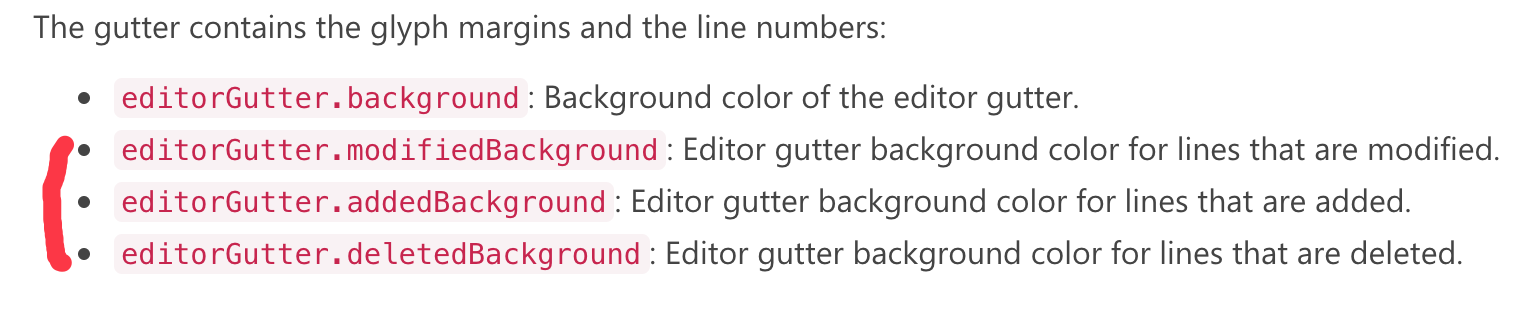 The gutter contains the glyph margins and the line numbers:
editorGutter.background: Background color of the editor gutter.
editorGutter.modifiedBackground: Editor gutter background color for lines that are modified.
editorGutter.addedBackground: Editor gutter background color for lines that are added.
editorGutter.deletedBackground: Editor gutter background color for lines that are deleted.